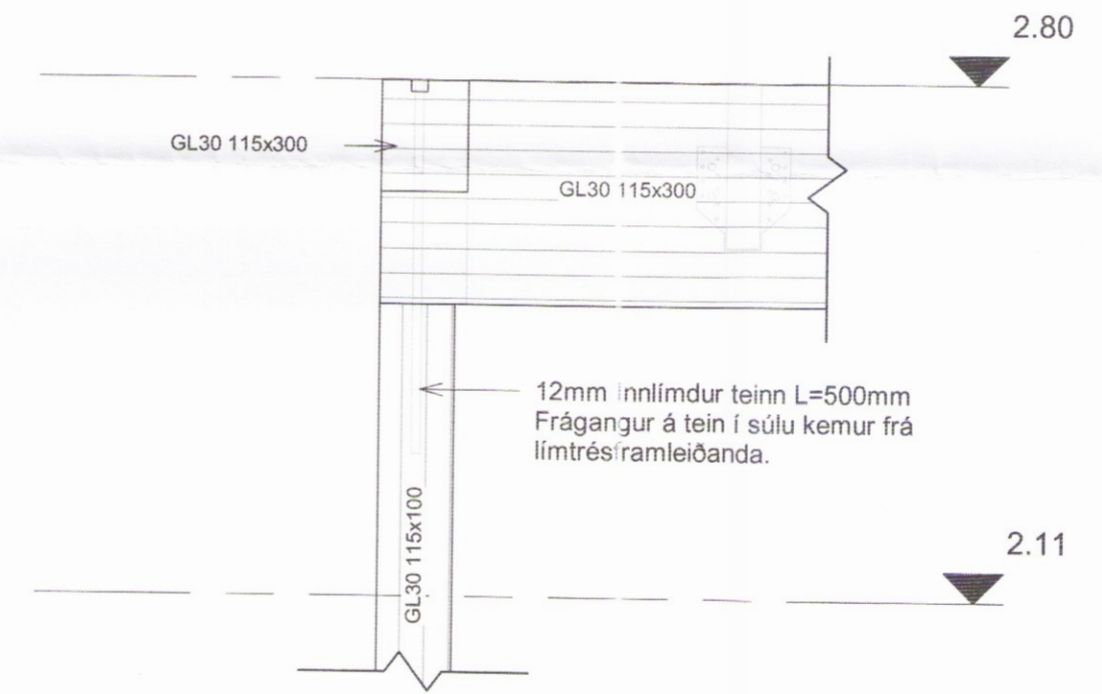 2.80
GL30 115x300
GL30 115x300
12mm innlímdur teinn L=500mm
Frágangur á tein í súlu kemur frá
límtrésframleiðanda.
GL30 115x100
2.11